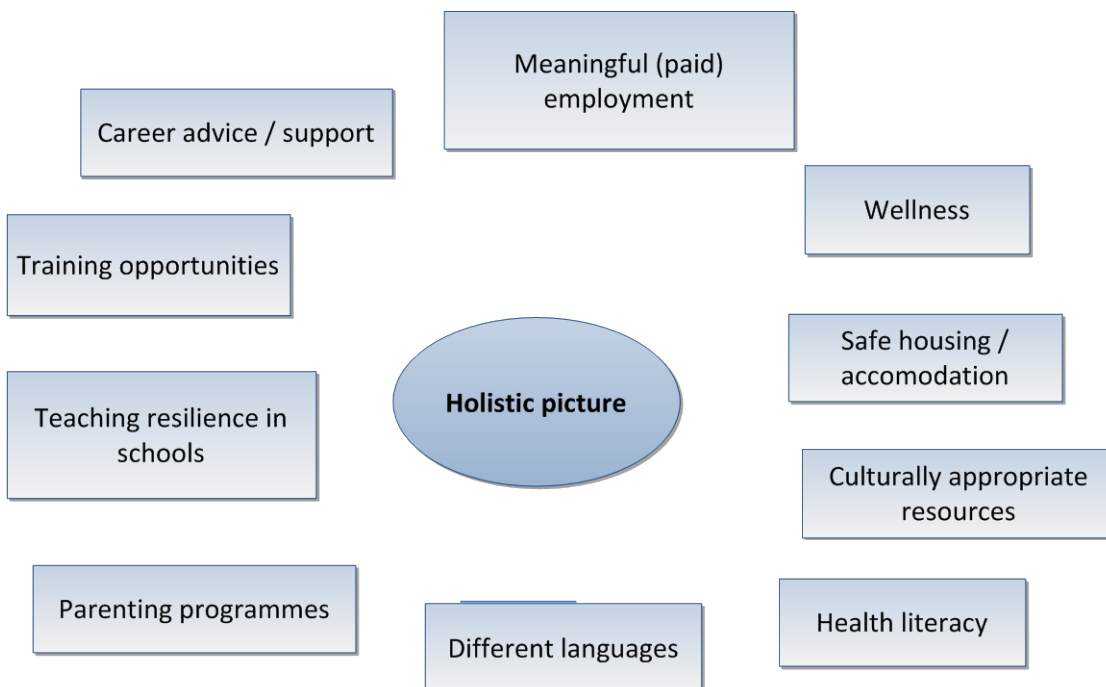 Meaningful (paid)
employment
Career advice / support
Wellness
Training opportunities
Safe housing /
accomodation
Holistic picture
Teaching resilience in
schools
Culturally appropriate
resources
Parenting programmes
Different languages
Health literacy